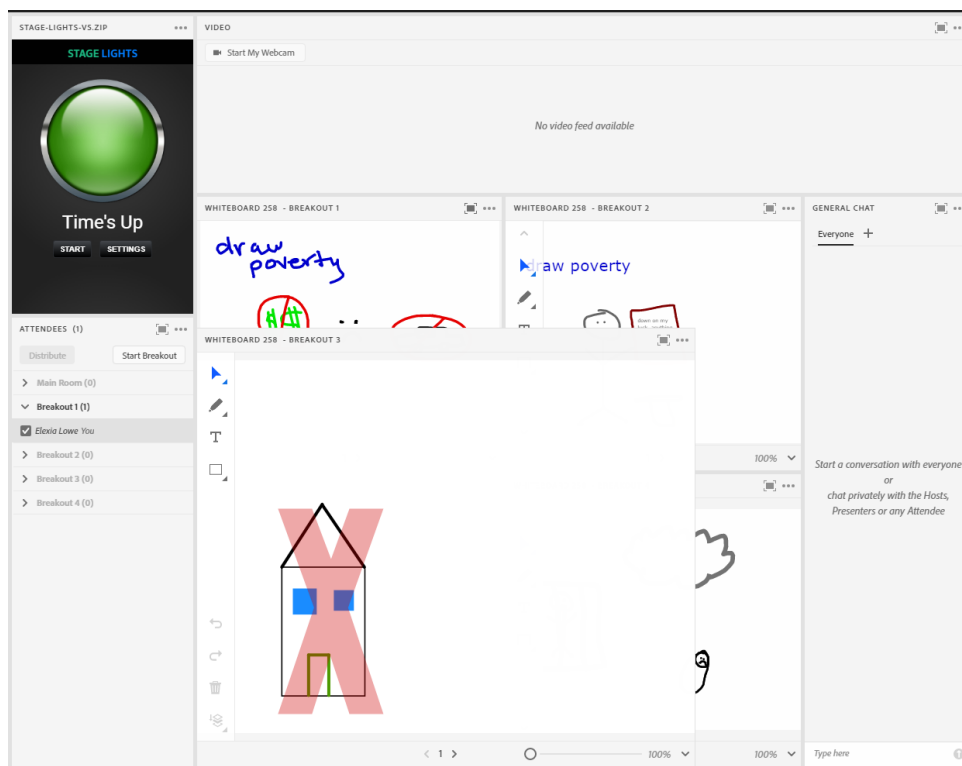 STAGE-LIGHTS-V5.ZIP
STAGE LIGHTS
Time's Up
START
SETTINGS
ATTENDEES (1)
Distribute
Start Breakout
Main Room (0)
Breakout 1 (1)
Elexia Lowe You
Breakout 2 (0)
Breakout 3 (0)
Breakout 4 (0)
VIDEO
Start My Webcam
No video feed available
WHITEBOARD 258 - BREAKOUT 1
draw
poverty
WHITEBOARD 258 - BREAKOUT 2
draw poverty
down on my
100%
WHITEBOARD 258 - BREAKOUT 3
T
1
100%
100%
GENERAL CHAT
Everyone
Start a conversation with everyone
or
chat privately with the Hosts,
Presenters or any Attendee
Type here